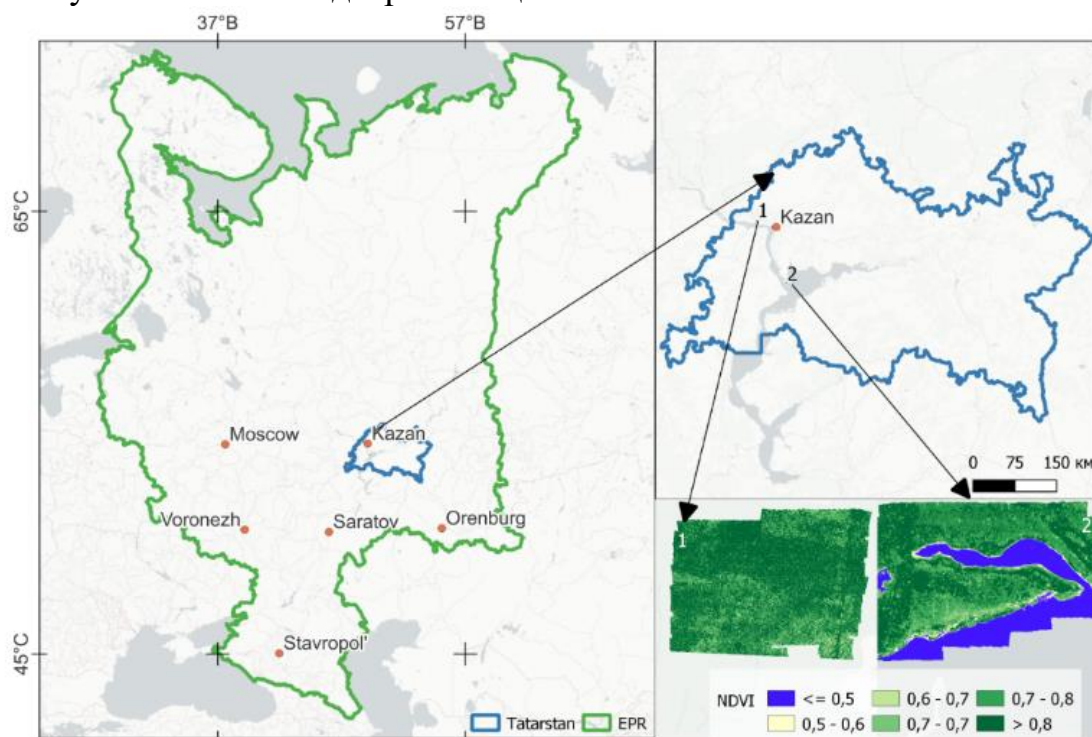 37°В 57°В
65°С
45°С
Moscow
Kazan
Voronezh
Saratov
Orenburg
Stavropol'
Tatarstan EPR
1
Kazan
2
0 75 150 км
1
2
NDVI <= 0,5 0,6 - 0,7 0,7 - 0,8
0,5 - 0,6 0,7 - 0,7 > 0,8